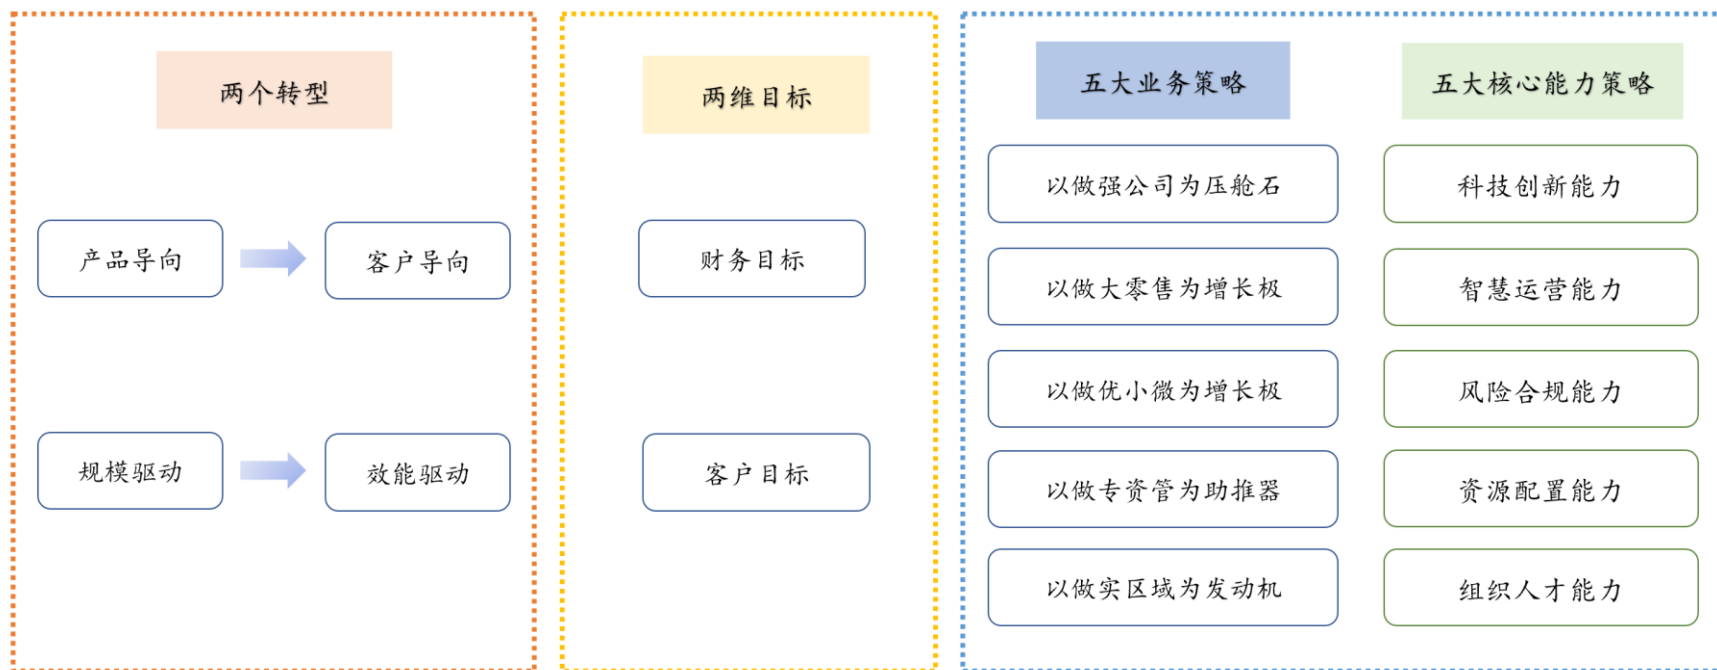 两个转型
产品导向
客户导向
规模驱动
效能驱动
两维目标
财务目标
客户目标
五大业务策略
以做强公司为压舱石
以做大零售为增长极
以做优小微为增长极
以做专资管为助推器
以做实区域为发动机
五大核心能力策略
科技创新能力
智慧运营能力
风险合规能力
资源配置能力
组织人才能力